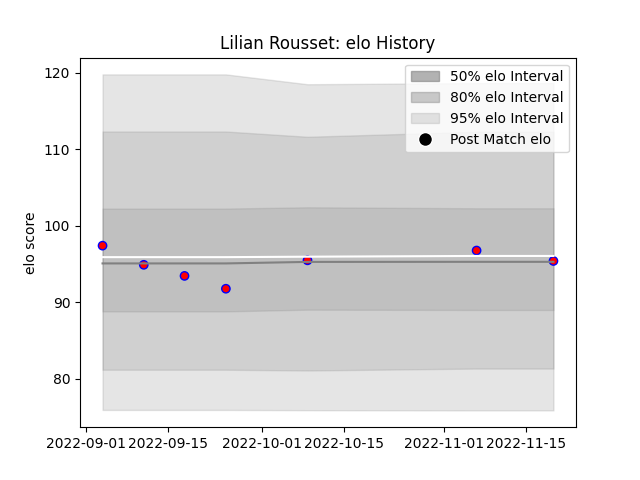 Lilian Rousset: elo History
120
110
100
90
80
elo score
50% elo Interval
80% elo Interval
95% elo Interval
Post Match elo
2022-09-01 2022-09-15 2022-10-01 2022-10-15 2022-11-01 2022-11-15